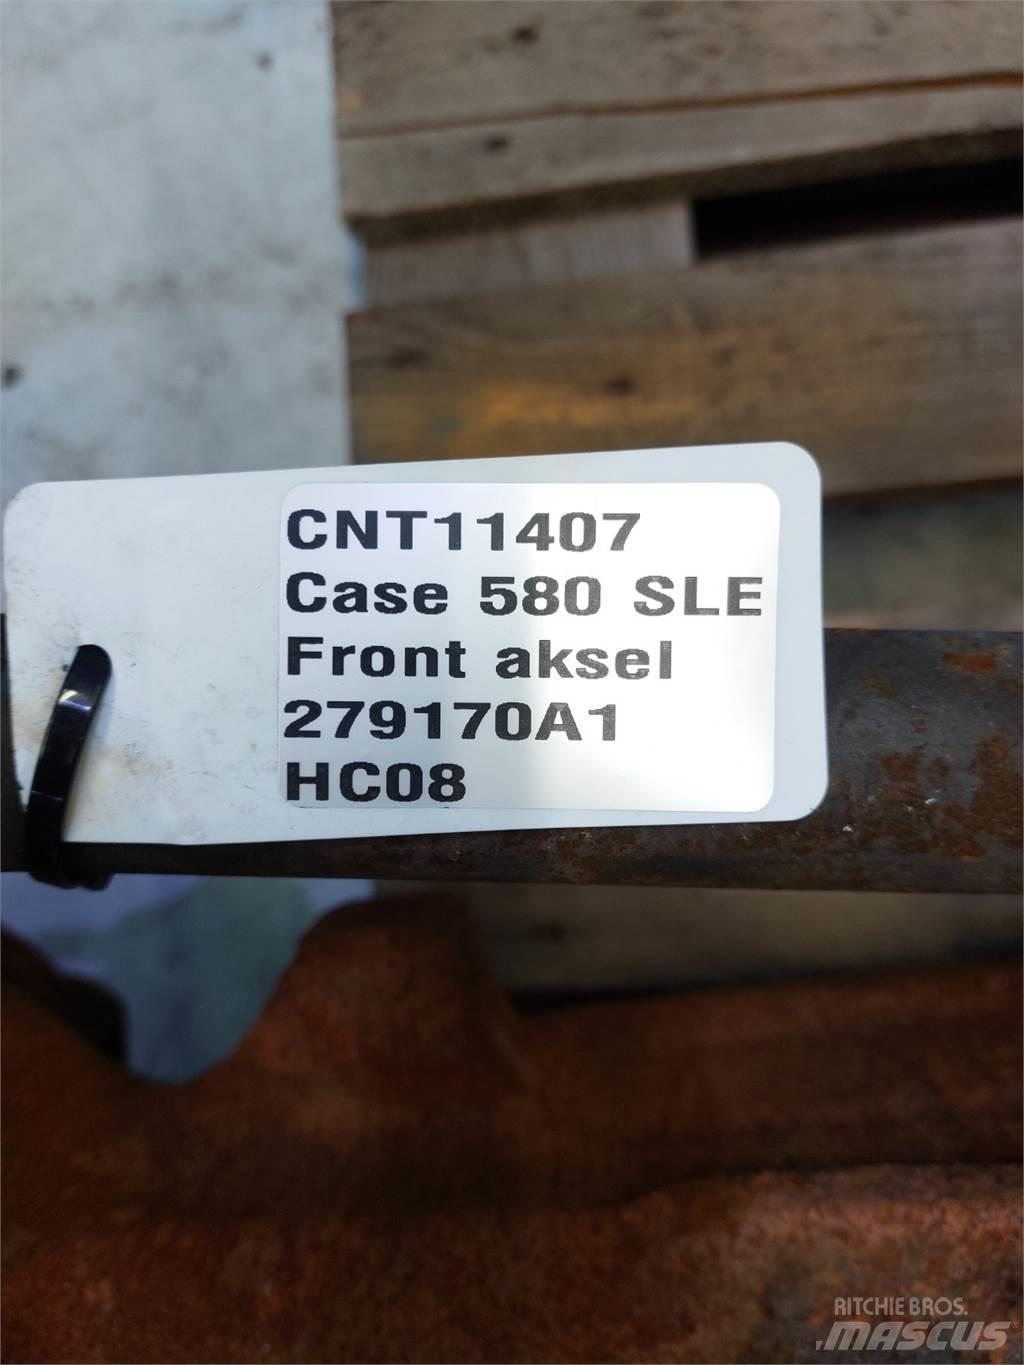 CNT11407
Case 580 SLE
Front aksel
279170A1
HC08
RITCHIE BROS.
MASCUS